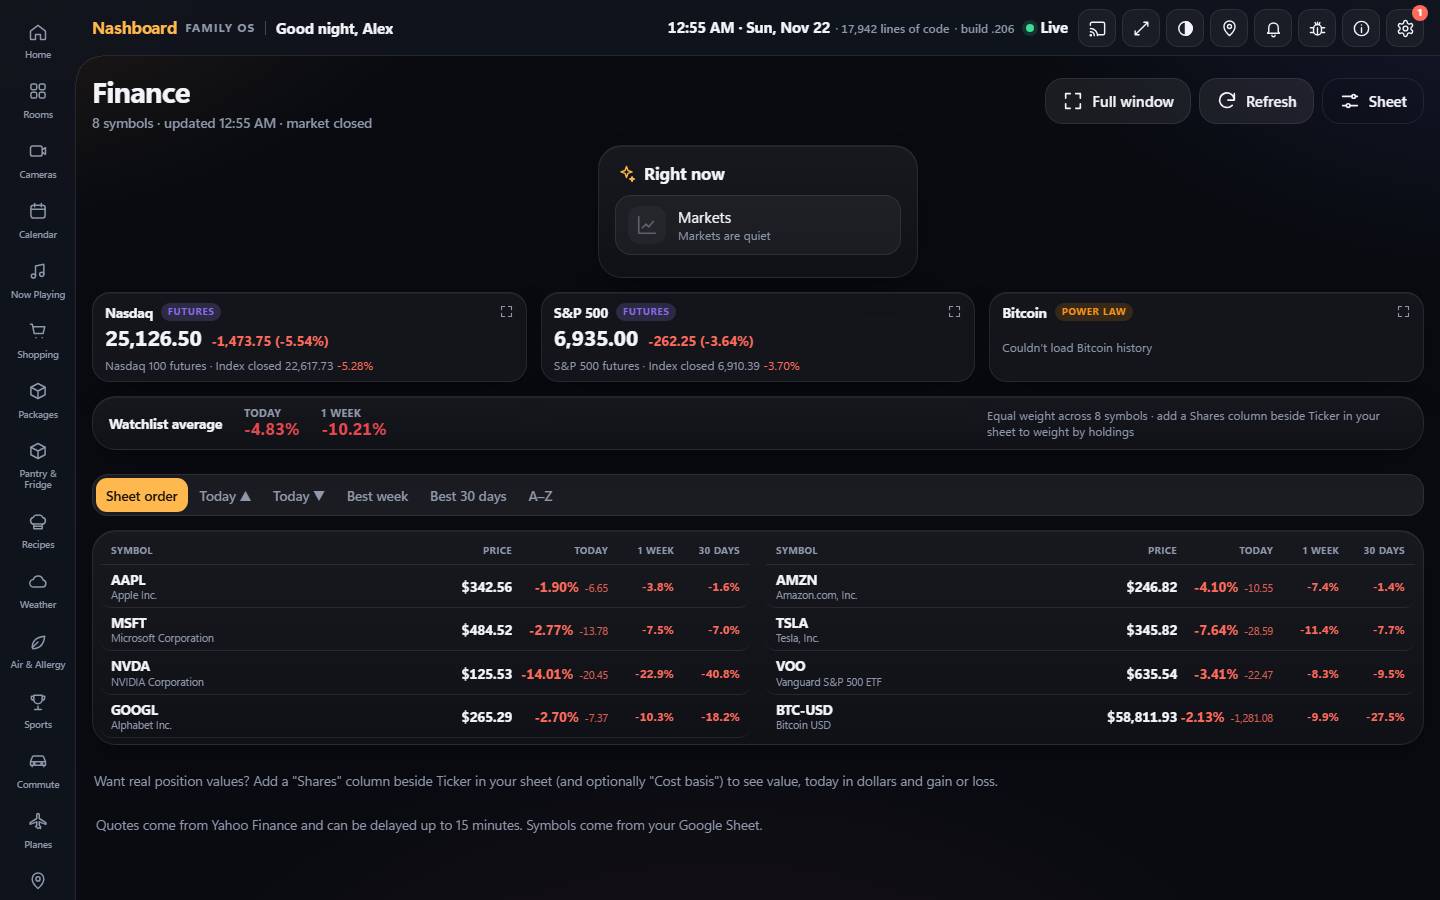 Nashboard FAMILY OS Good night, Alex
12:55 AM · Sun, Nov 22 · 17,942 lines of code · build .206 Live
1
Home
Rooms
Cameras
Calendar
Now Playing
Shopping
Packages
Pantry &
Fridge
Recipes
Weather
Air & Allergy
Sports
Commute
Planes
Finance
8 symbols · updated 12:55 AM · market closed
Full window
Refresh
Sheet
Right now
Markets
Markets are quiet
Nasdaq FUTURES
25,126.50 -1,473.75 (-5.54%)
Nasdaq 100 futures · Index closed 22,617.73 -5.28%
S&P 500 FUTURES
6,935.00 -262.25 (-3.64%)
S&P 500 futures · Index closed 6,910.39 -3.70%
Bitcoin POWER LAW
Couldn't load Bitcoin history
Watchlist average
TODAY
-4.83%
1 WEEK
-10.21%
Equal weight across 8 symbols · add a Shares column beside Ticker in your
sheet to weight by holdings
Sheet order Today ▲ Today ▼ Best week Best 30 days A–Z
SYMBOL PRICE TODAY 1 WEEK 30 DAYS
AAPL $342.56 -1.90% -6.65 -3.8% -1.6%
Apple Inc.
MSFT $484.52 -2.77% -13.78 -7.5% -7.0%
Microsoft Corporation
NVDA $125.53 -14.01% -20.45 -22.9% -40.8%
NVIDIA Corporation
GOOGL $265.29 -2.70% -7.37 -10.3% -18.2%
Alphabet Inc.
SYMBOL PRICE TODAY 1 WEEK 30 DAYS
AMZN $246.82 -4.10% -10.55 -7.4% -1.4%
Amazon.com, Inc.
TSLA $345.82 -7.64% -28.59 -11.4% -7.7%
Tesla, Inc.
VOO $635.54 -3.41% -22.47 -8.3% -9.5%
Vanguard S&P 500 ETF
BTC-USD $58,811.93 -2.13% -1,281.08 -9.9% -27.5%
Bitcoin USD
Want real position values? Add a "Shares" column beside Ticker in your sheet (and optionally "Cost basis") to see value, today in dollars and gain or loss.
Quotes come from Yahoo Finance and can be delayed up to 15 minutes. Symbols come from your Google Sheet.